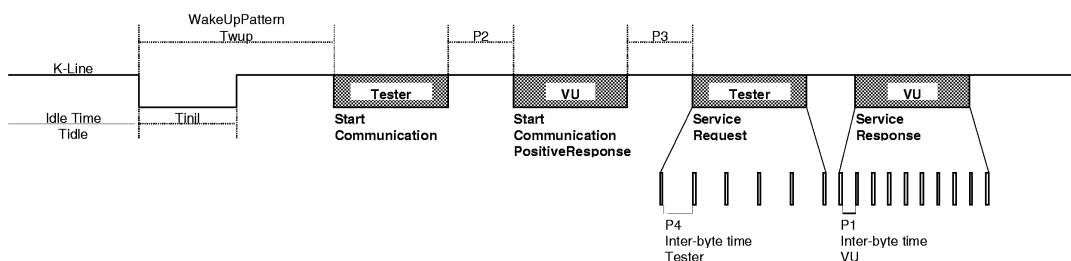 WakeUpPattern
Twup
P2
P3
K-Line
Tester
VU
Tester
VU
Idle Time
Tidle
Tinil
Start
Communication
Start
Communication
PositiveResponse
Service
Request
Service
Response
P4
Inter-byte time
Tester
P1
Inter-byte time
VU